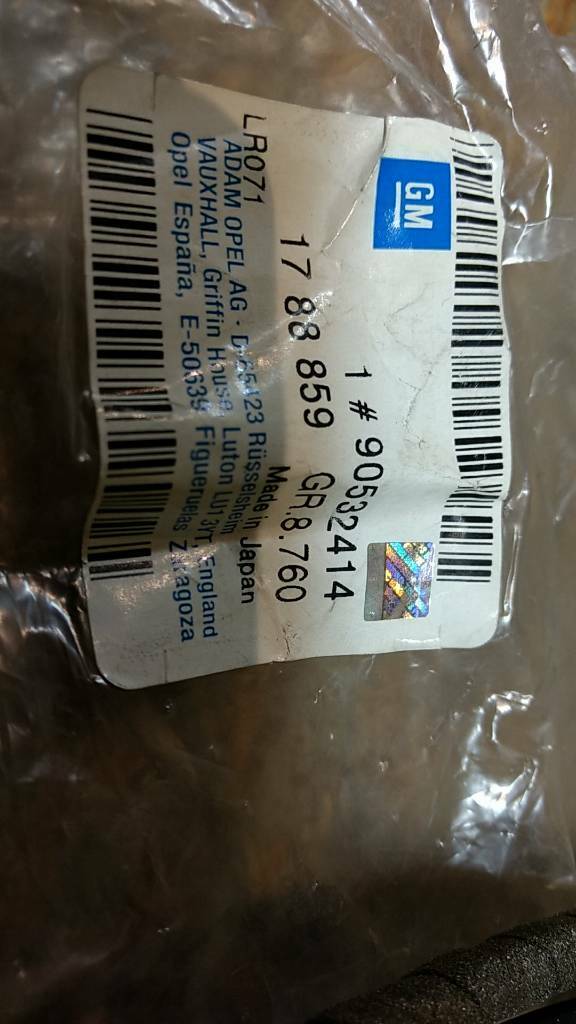 GM
1 # 90532414
17 88 859 GR.8.760
Made in Japan
LR071
ADAM OPEL AG - D-65423 Rüsselsheim
VAUXHALL, Griffin House, Luton LU1 3YT England
Opel España, E-50639 Figueruelas Zaragoza